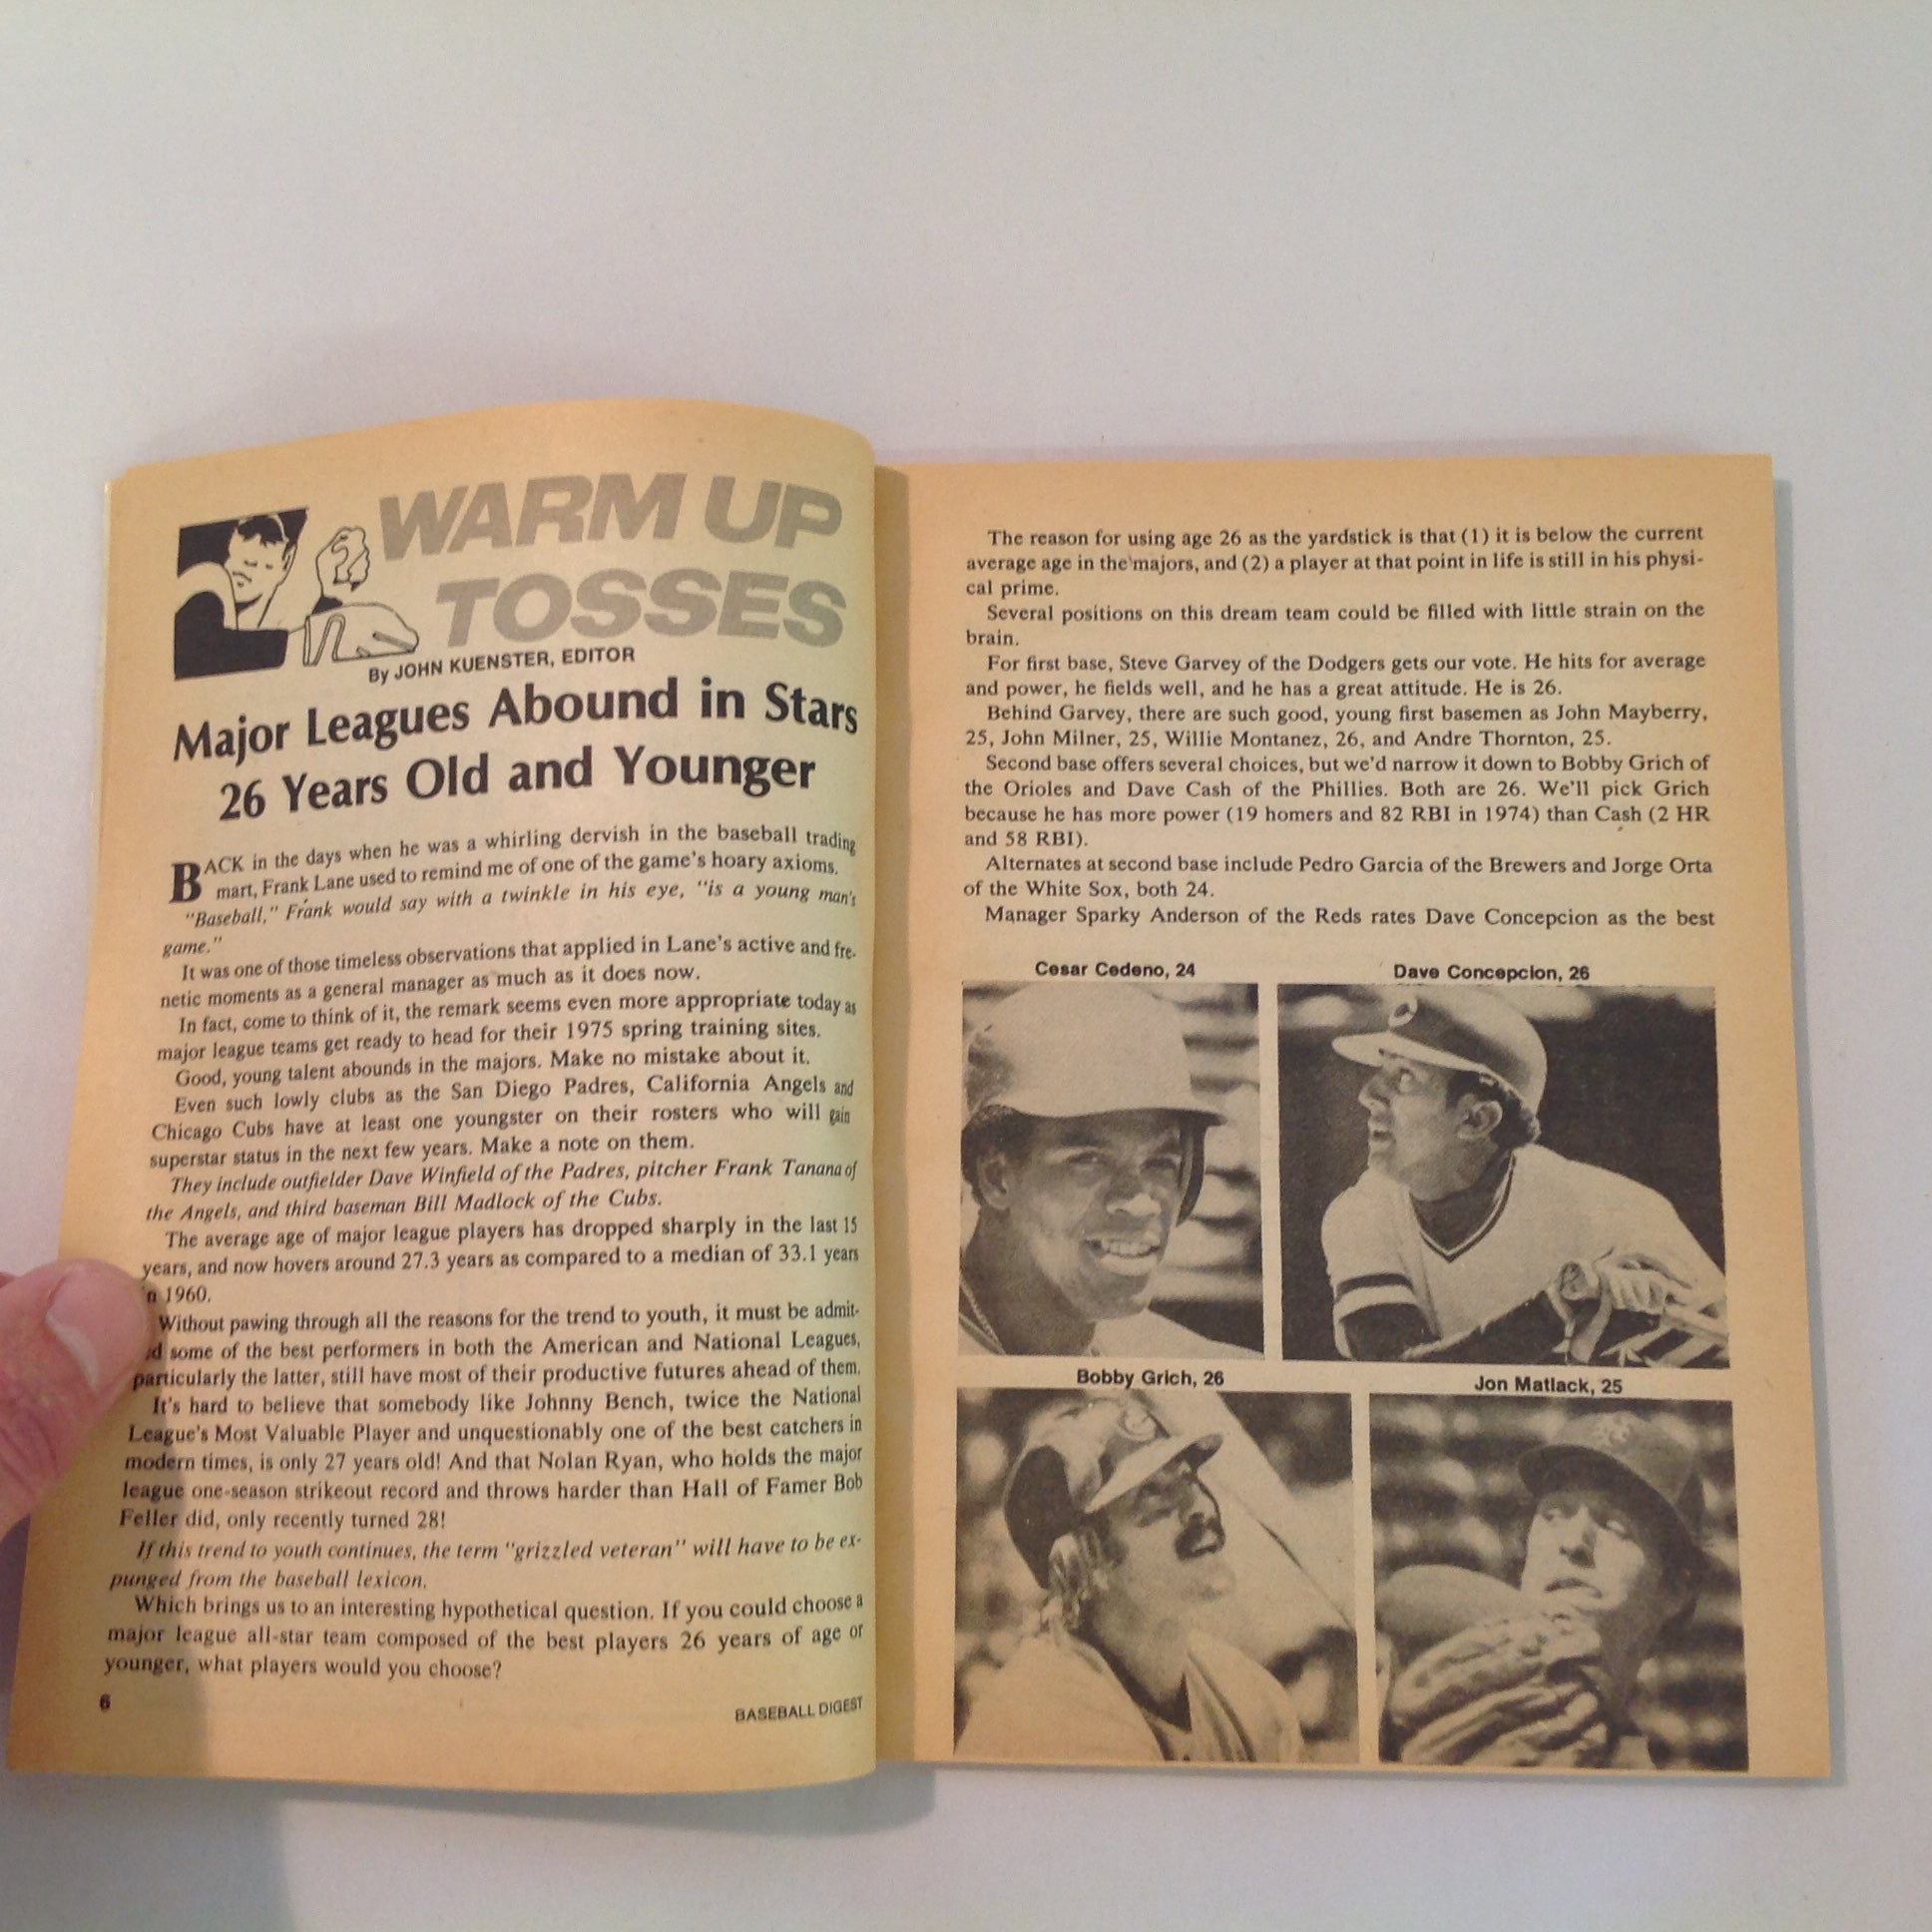 WARM UP
TOSSES
By JOHN KUENSTER, EDITOR
Major Leagues Abound in Stars
26 Years Old and Younger
BACK in the days when he was a whirling dervish in the baseball trading
mart, Frank Lane used to remind me of one of the game's hoary axioms.
"Baseball," Frank would say with a twinkle in his eye, "is a young man's
game."
It was one of those timeless observations that applied in Lane's active and fre-
netic moments as a general manager as much as it does now.
In fact, come to think of it, the remark seems even more appropriate today as
major league teams get ready to head for their 1975 spring training sites.
Good, young talent abounds in the majors. Make no mistake about it.
Even such lowly clubs as the San Diego Padres, California Angels and
Chicago Cubs have at least one youngster on their rosters who will gain
superstar status in the next few years. Make a note on them.
They include outfielder Dave Winfield of the Padres, pitcher Frank Tanana of
the Angels, and third baseman Bill Madlock of the Cubs.
The average age of major league players has dropped sharply in the last 15
years, and now hovers around 27.3 years as compared to a median of 33.1 years
n 1960.
Without pawing through all the reasons for the trend to youth, it must be admit-
d some of the best performers in both the American and National Leagues,
particularly the latter, still have most of their productive futures ahead of them.
It's hard to believe that somebody like Johnny Bench, twice the National
League's Most Valuable Player and unquestionably one of the best catchers in
modern times, is only 27 years old! And that Nolan Ryan, who holds the major
league one-season strikeout record and throws harder than Hall of Famer Bob
Feller did, only recently turned 28!
If this trend to youth continues, the term "grizzled veteran" will have to be ex-
punged from the baseball lexicon.
Which brings us to an interesting hypothetical question. If you could choose a
major league all-star team composed of the best players 26 years of age or
younger, what players would you choose?
6
BASEBALL DIGEST
The reason for using age 26 as the yardstick is that (1) it is below the current
average age in the majors, and (2) a player at that point in life is still in his physi-
cal prime.
Several positions on this dream team could be filled with little strain on the
brain.
For first base, Steve Garvey of the Dodgers gets our vote. He hits for average
and power, he fields well, and he has a great attitude. He is 26.
Behind Garvey, there are such good, young first basemen as John Mayberry,
25, John Milner, 25, Willie Montanez, 26, and Andre Thornton, 25.
Second base offers several choices, but we'd narrow it down to Bobby Grich of
the Orioles and Dave Cash of the Phillies. Both are 26. We'll pick Grich
because he has more power (19 homers and 82 RBI in 1974) than Cash (2 HR
and 58 RBI).
Alternates at second base include Pedro Garcia of the Brewers and Jorge Orta
of the White Sox, both 24.
Manager Sparky Anderson of the Reds rates Dave Concepcion as the best
Cesar Cedeno, 24
Dave Concepcion, 26
Bobby Grich, 26
Jon Matlack, 25